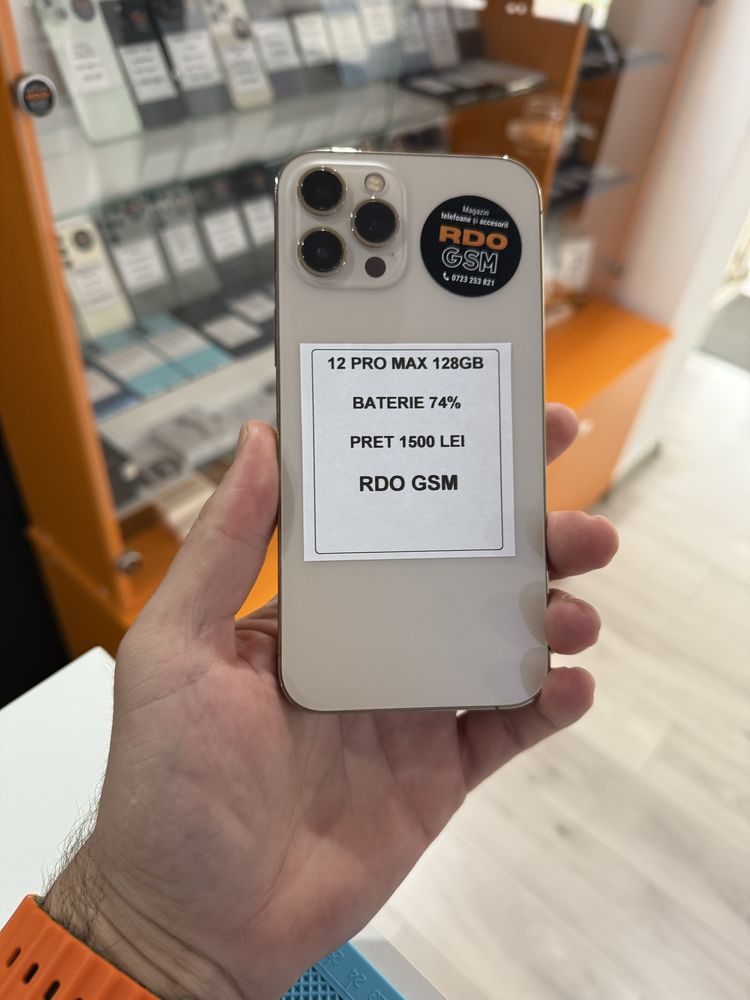 Magazin
telefoane și accesorii
RDO
GSM
0723 253 821
12 PRO MAX 128GB
BATERIE 74%
PRET 1500 LEI
RDO GSM
24